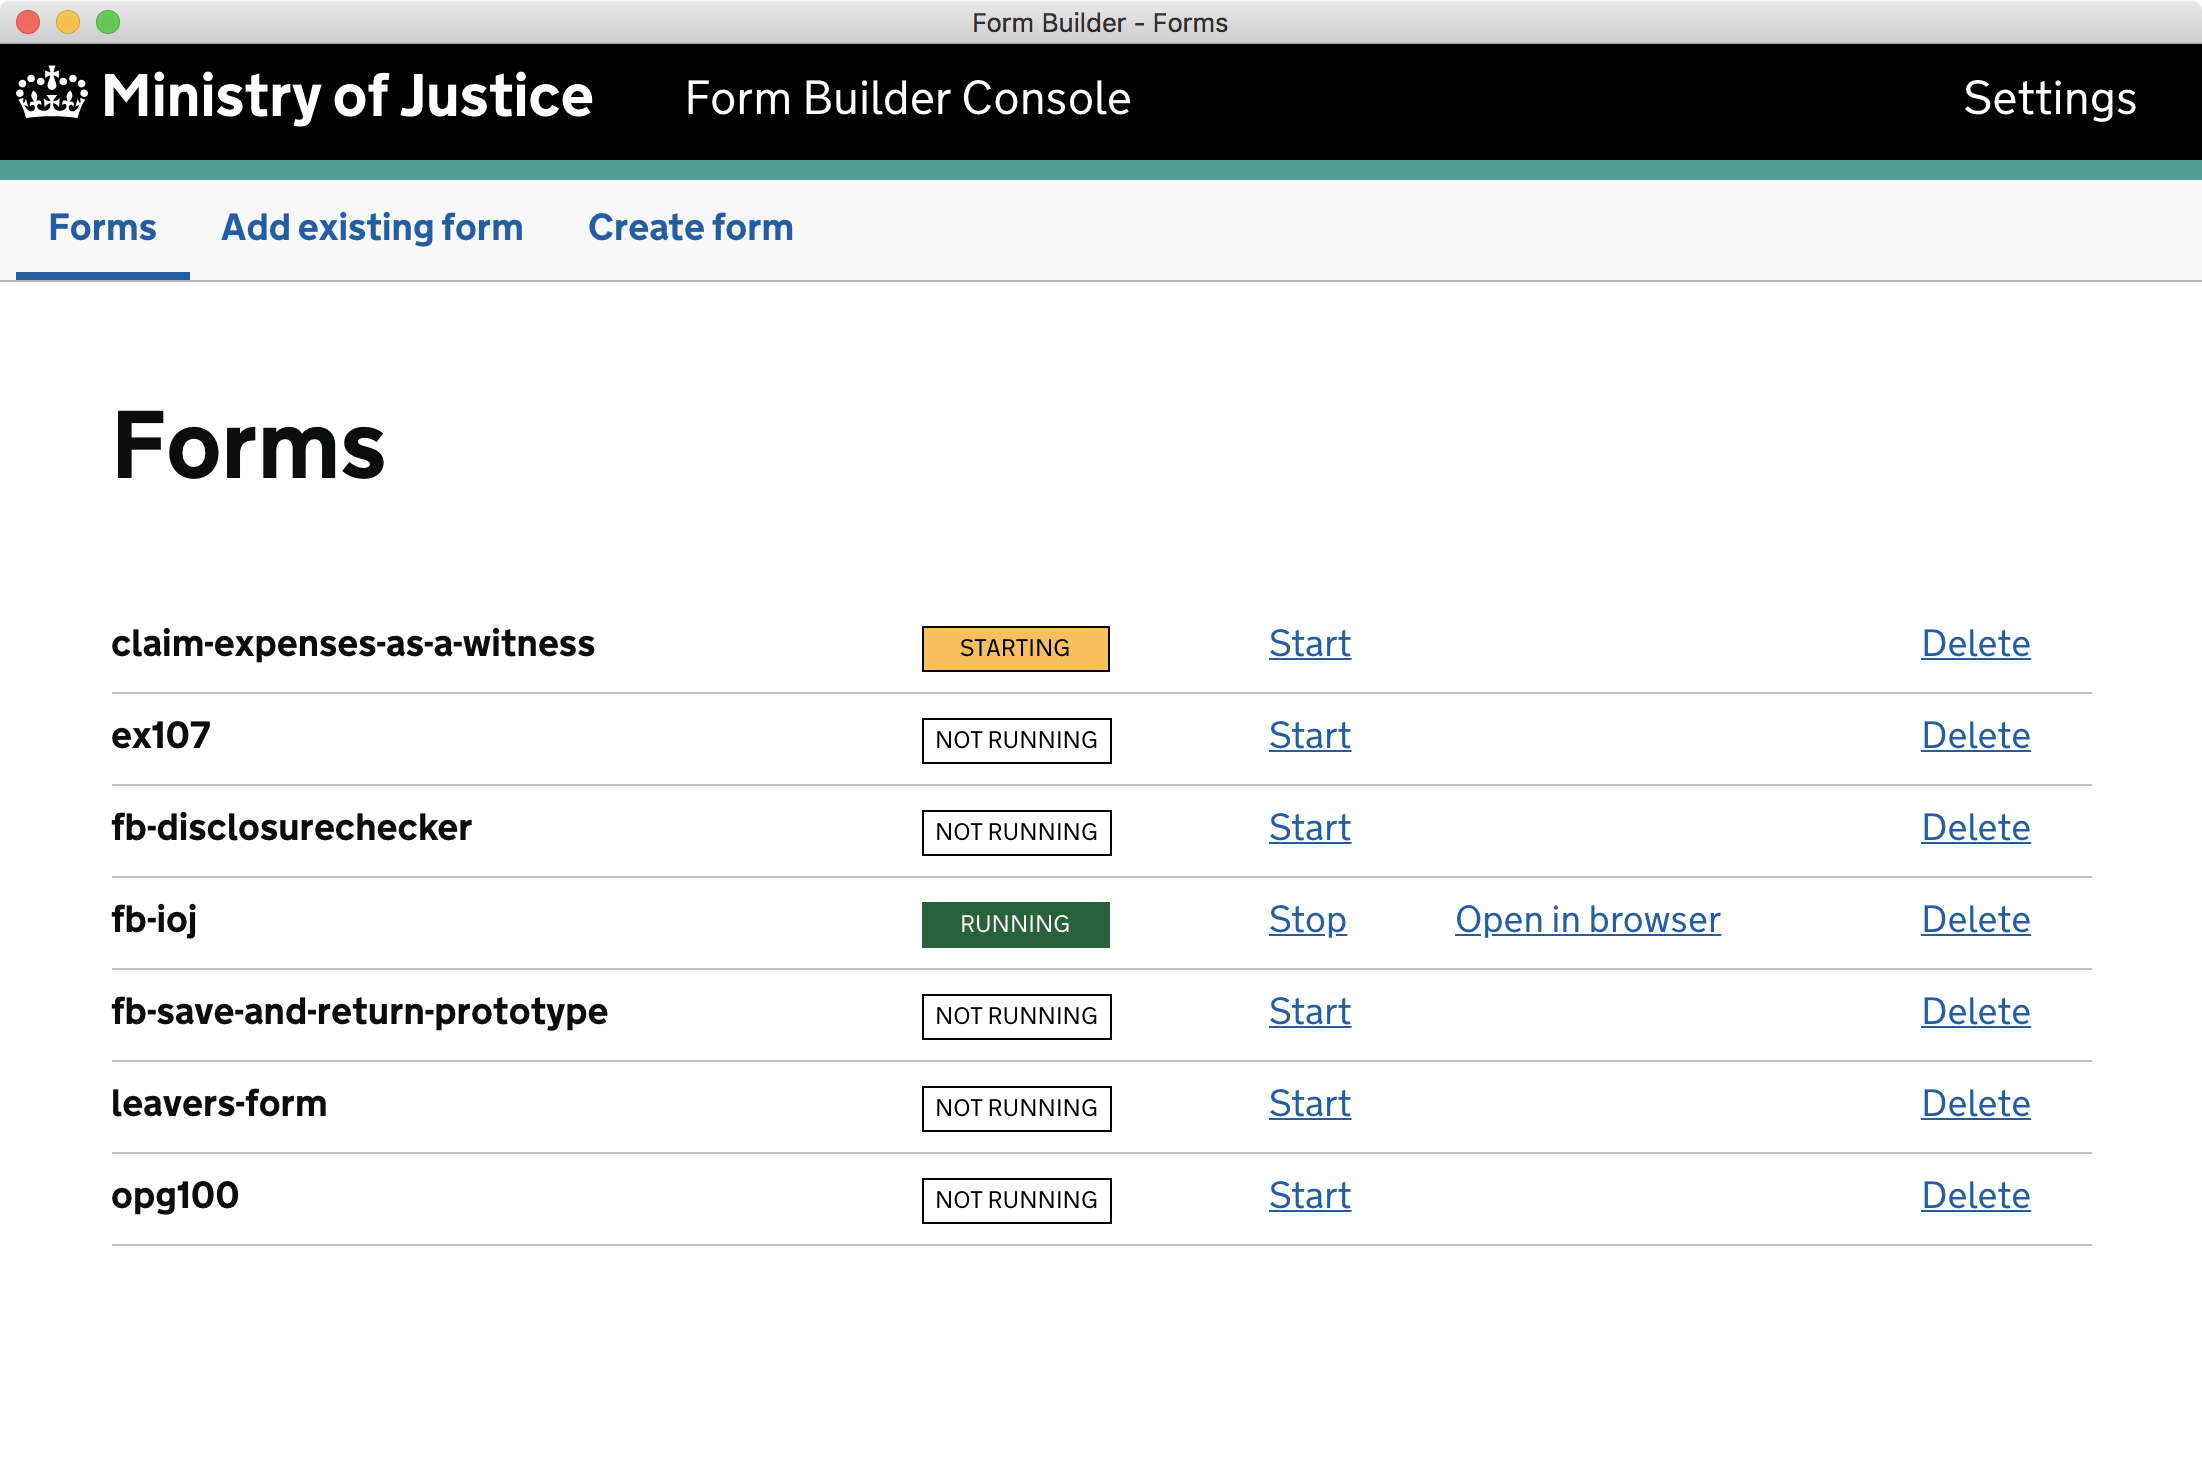 Form Builder - Forms
Ministry of Justice Form Builder Console Settings
Forms Add existing form Create form
Forms
claim-expenses-as-a-witness STARTING Start Delete
ex107 NOT RUNNING Start Delete
fb-disclosurechecker NOT RUNNING Start Delete
fb-ioj RUNNING Stop Open in browser Delete
fb-save-and-return-prototype NOT RUNNING Start Delete
leavers-form NOT RUNNING Start Delete
opg100 NOT RUNNING Start Delete